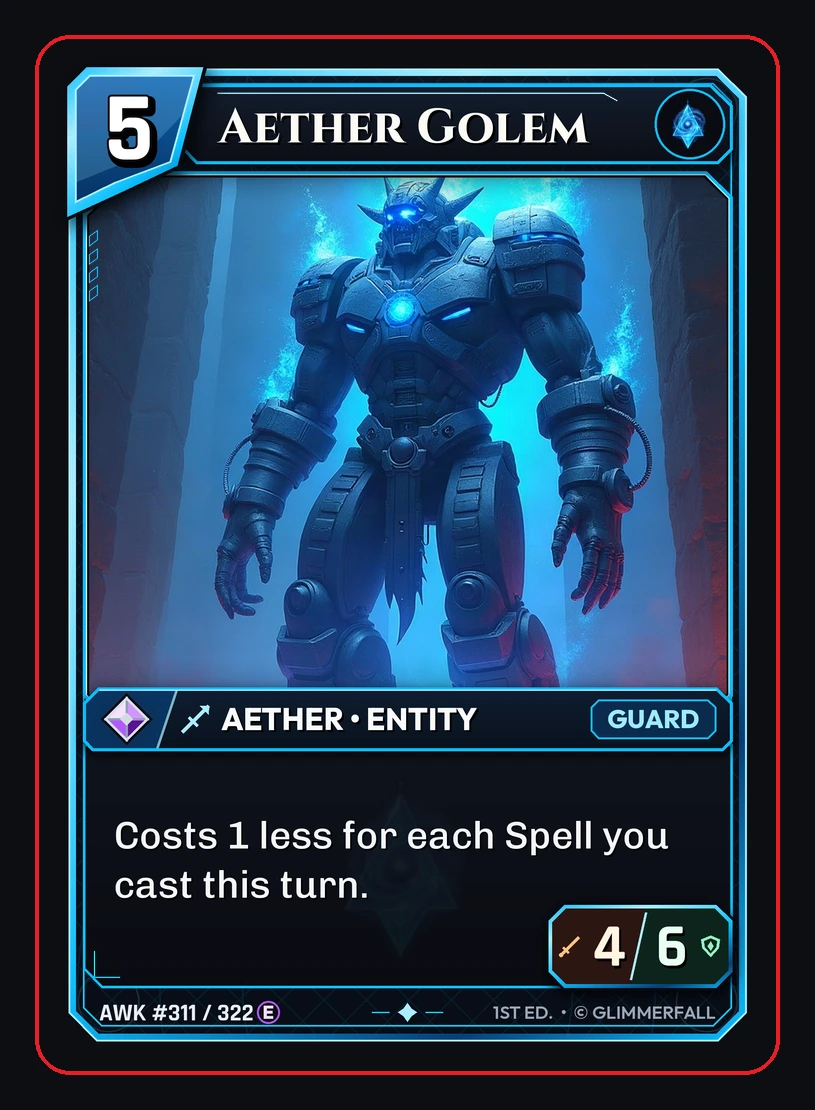 5
AETHER GOLEM
AETHER • ENTITY
GUARD
Costs 1 less for each Spell you
cast this turn.
4/6
AWK #311 / 322 E
1ST ED. • © GLIMMERFALL